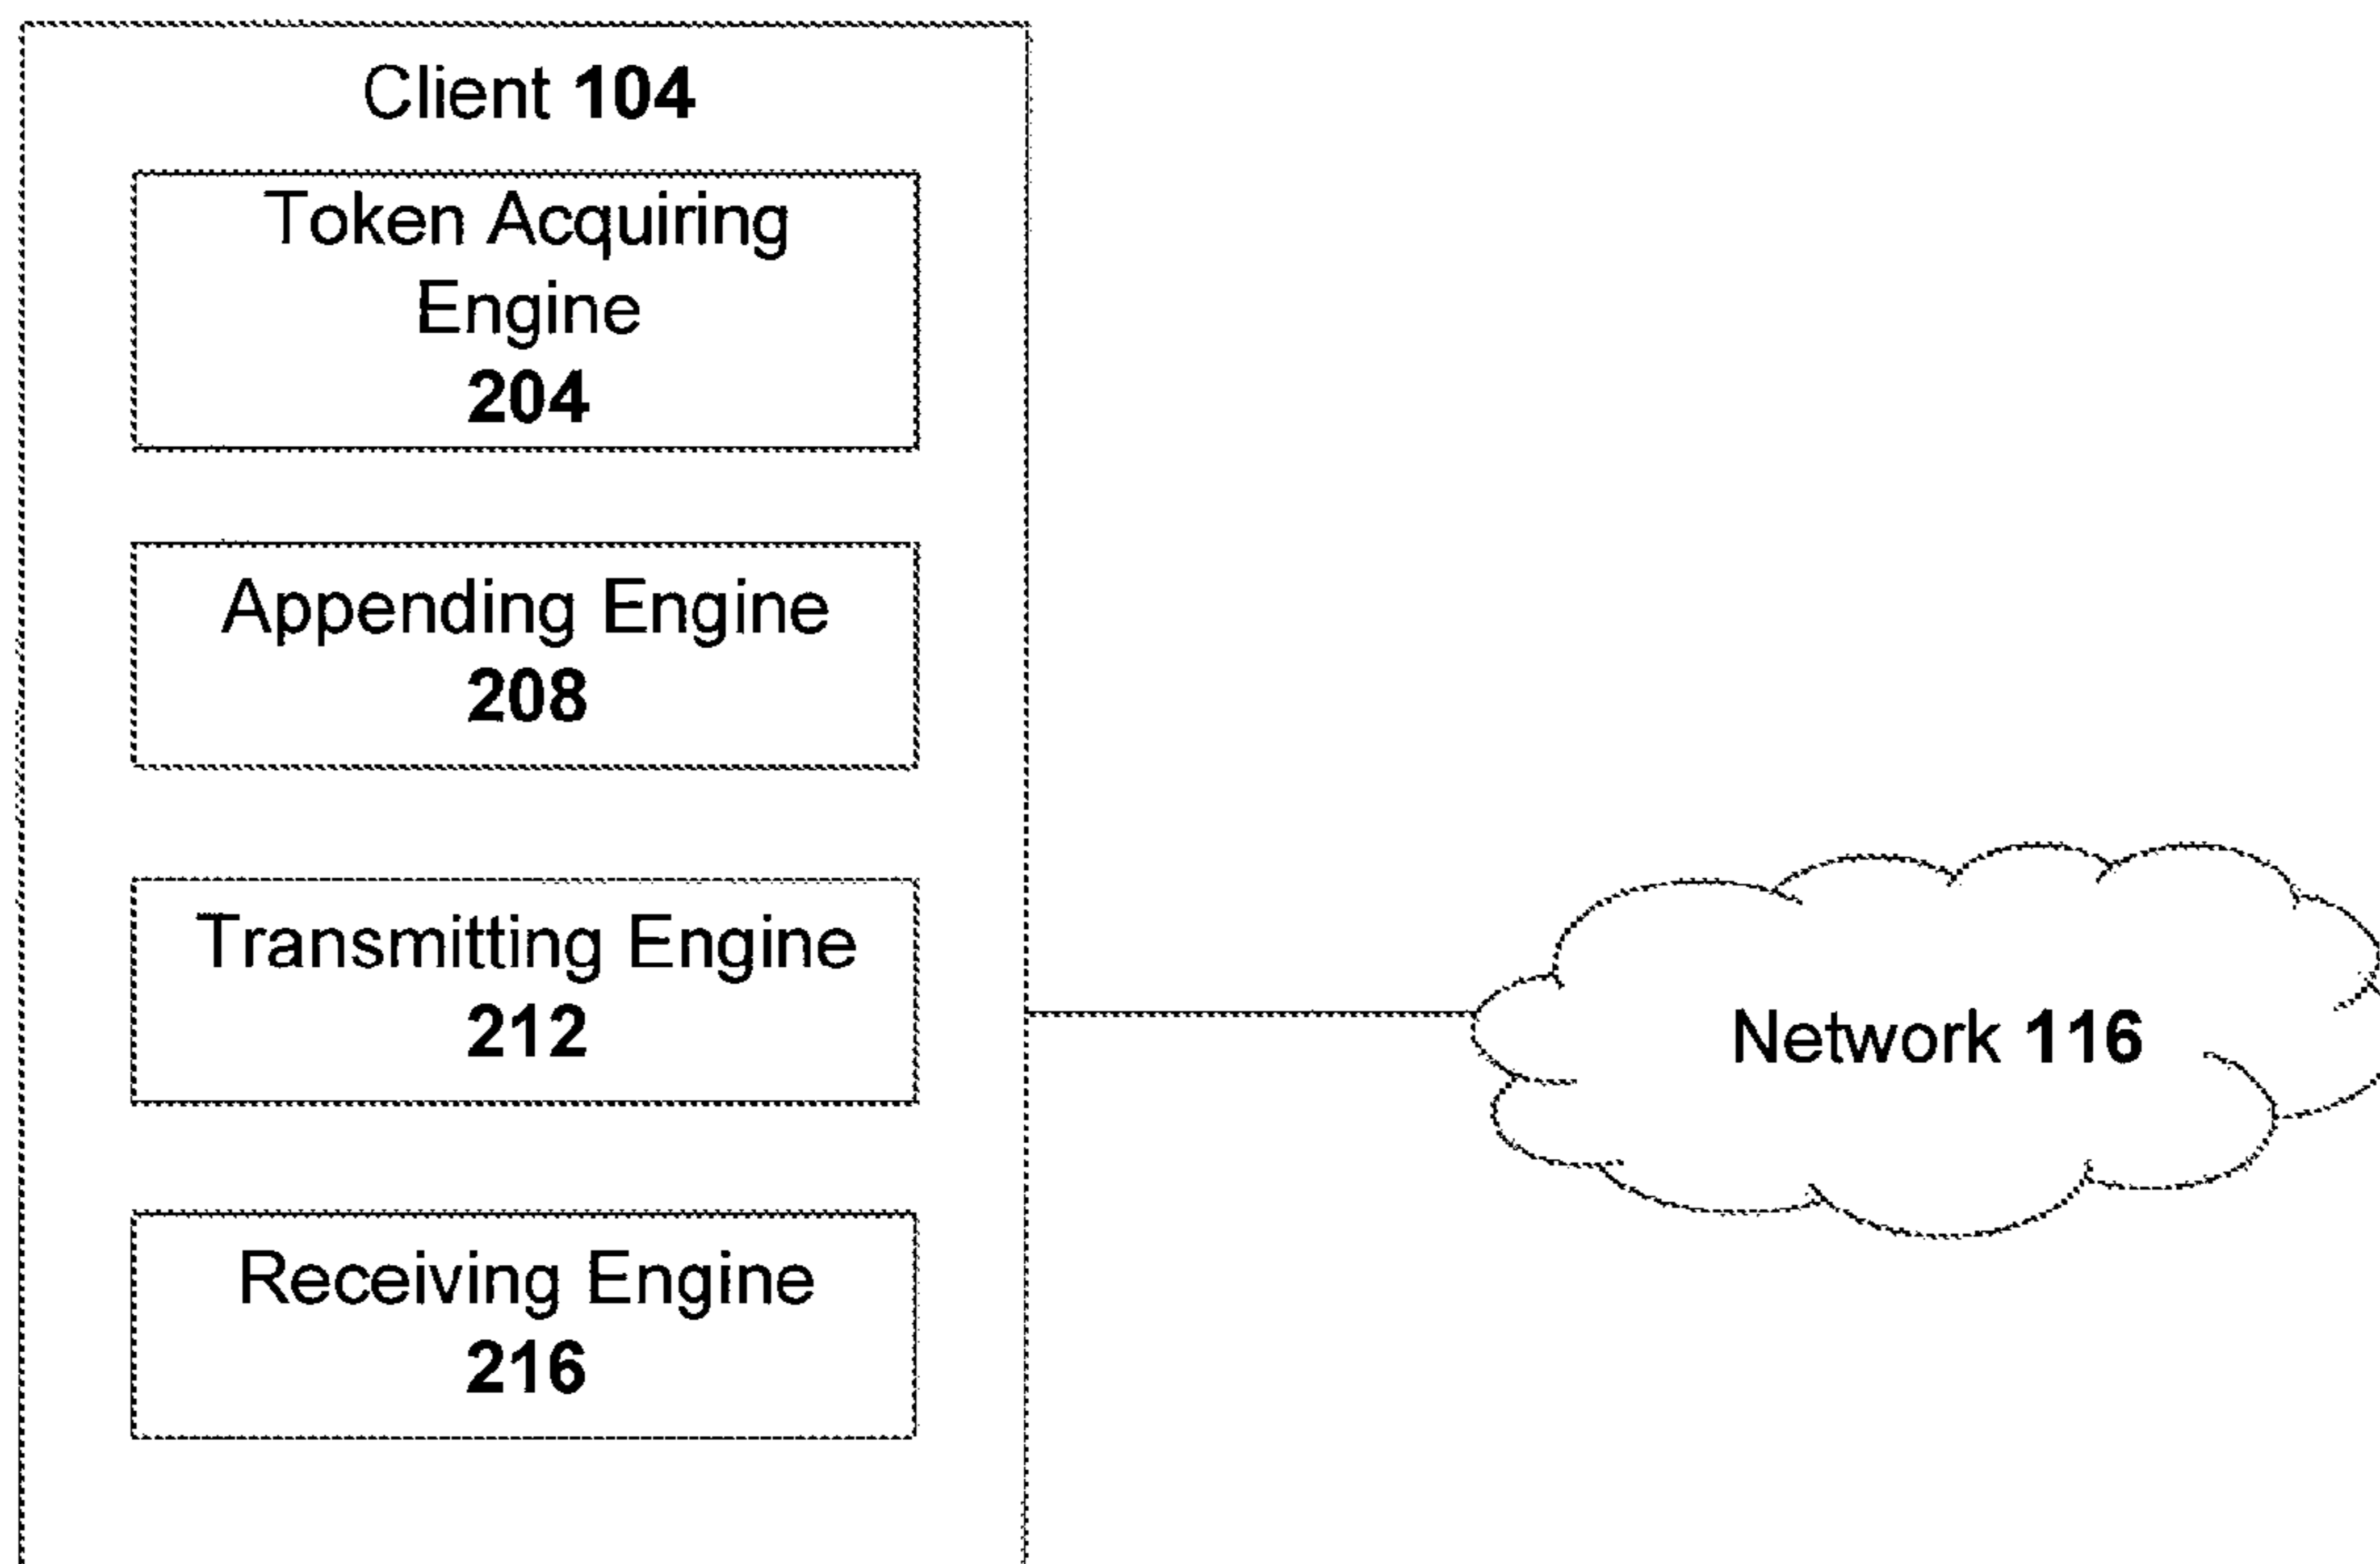 Client 104
Token Acquiring
Engine
204
Appending Engine
208
Transmitting Engine
212
Receiving Engine
216
Network 116